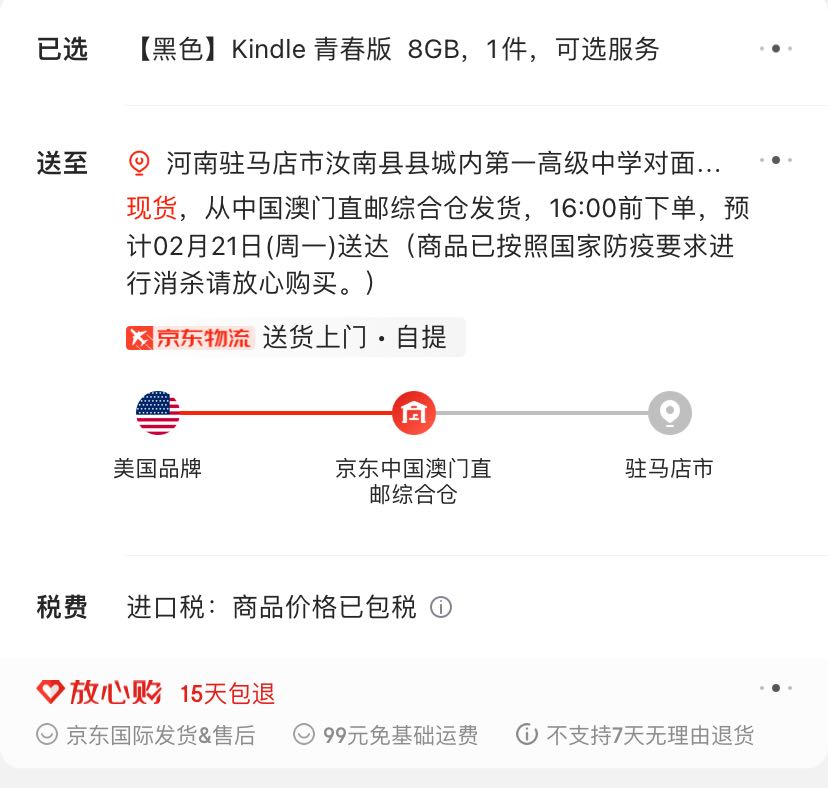 已选 【黑色】Kindle 青春版 8GB，1件，可选服务
送至 河南驻马店市汝南县县城内第一高级中学对面...
现货，从中国澳门直邮综合仓发货，16:00前下单，预
计02月21日(周一)送达（商品已按照国家防疫要求进
行消杀请放心购买。）
京东物流 送货上门·自提
美国品牌 京东中国澳门直 驻马店市
邮综合仓
税费 进口税：商品价格已包税
放心购 15天包退
京东国际发货&售后 99元免基础运费 不支持7天无理由退货